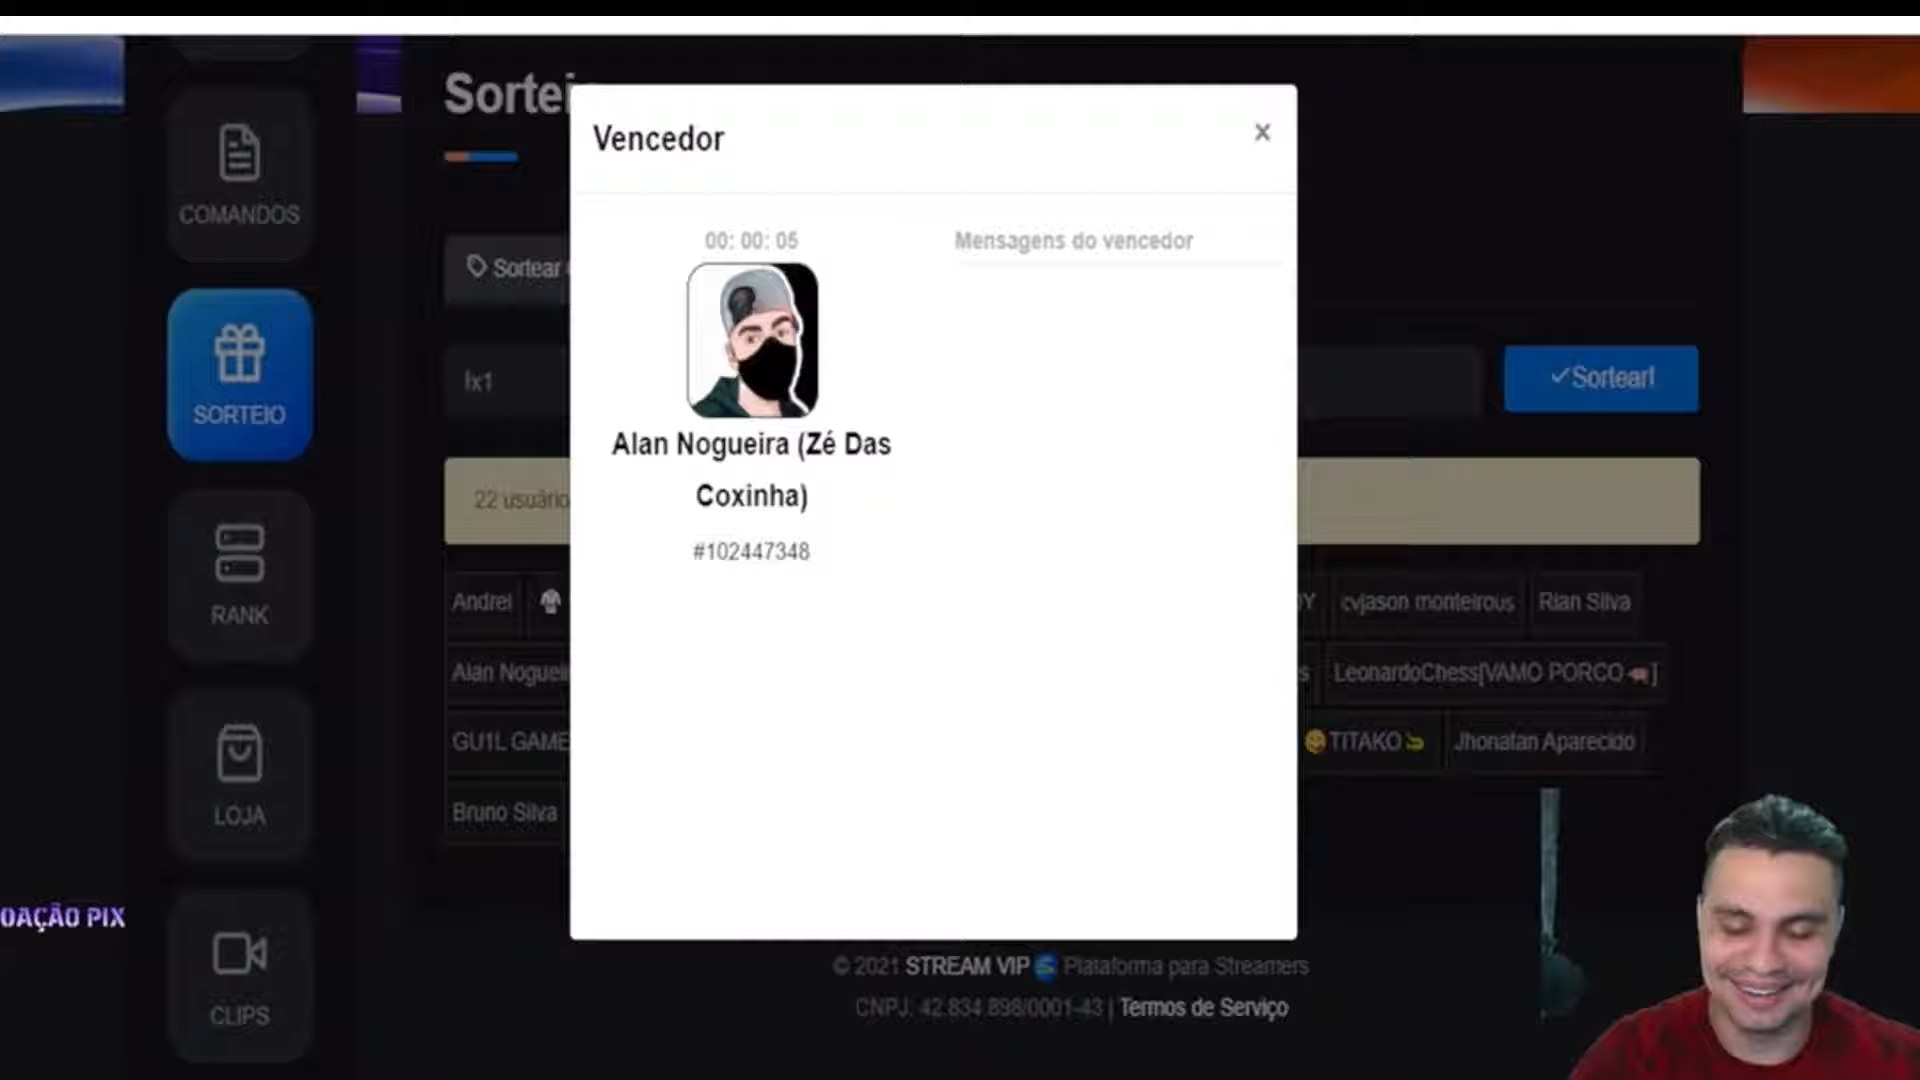 Sortei
Vencedor
x
COMANDOS
00: 00: 05
Mensagens do vencedor
Sortear
!x1
Sortear!
SORTEIO
Alan Nogueira (Zé Das
Coxinha)
22 usuário
#102447348
Andrei
cvjason monteirous
Rian Silva
RANK
Alan Noguei
LeonardoChess[VAMO PORCO🐖]
GU1L GAME
TITAKO
Jhonatan Aparecido
Bruno Silva
LOJA
OAÇÃO PIX
© 2021 STREAM VIP Plataforma para Streamers
CNPJ: 42.834.898/0001-43 | Termos de Serviço
CLIPS